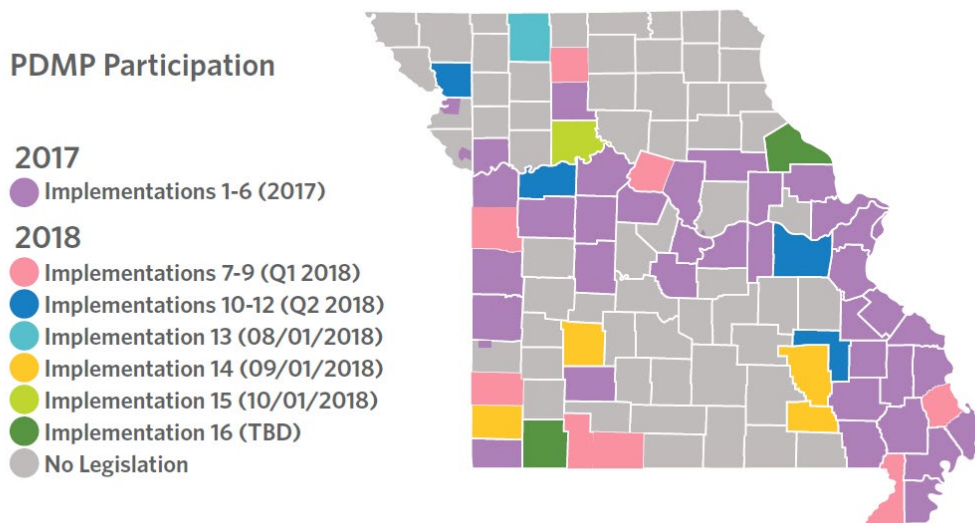 PDMP Participation
2017
Implementations 1-6 (2017)
2018
Implementations 7-9 (Q1 2018)
Implementations 10-12 (Q2 2018)
Implementation 13 (08/01/2018)
Implementation 14 (09/01/2018)
Implementation 15 (10/01/2018)
Implementation 16 (TBD)
No Legislation